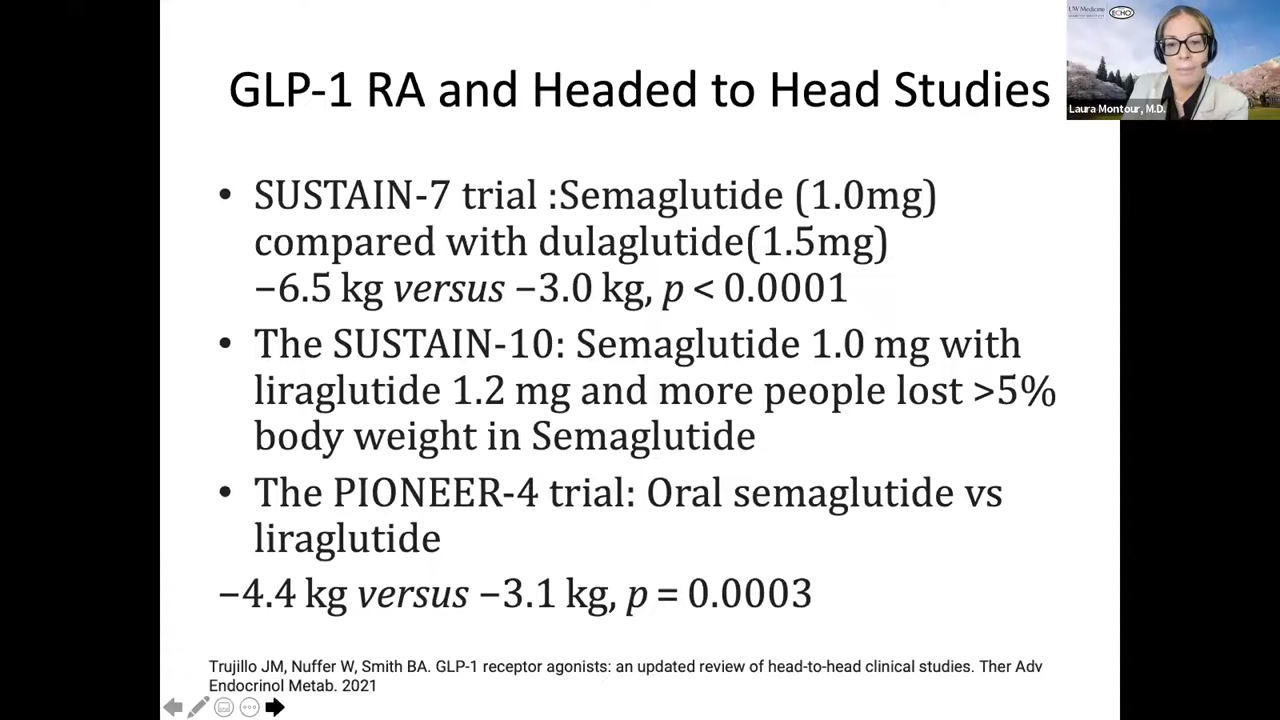 GLP-1 RA and Headed to Head Studies
UW Medicine
ECHO
Laura Montour, M.D.
• SUSTAIN-7 trial :Semaglutide (1.0mg)
compared with dulaglutide(1.5mg)
−6.5 kg versus −3.0 kg, p < 0.0001
• The SUSTAIN-10: Semaglutide 1.0 mg with
liraglutide 1.2 mg and more people lost >5%
body weight in Semaglutide
• The PIONEER-4 trial: Oral semaglutide vs
liraglutide
−4.4 kg versus −3.1 kg, p = 0.0003
Trujillo JM, Nuffer W, Smith BA. GLP-1 receptor agonists: an updated review of head-to-head clinical studies. Ther Adv
Endocrinol Metab. 2021